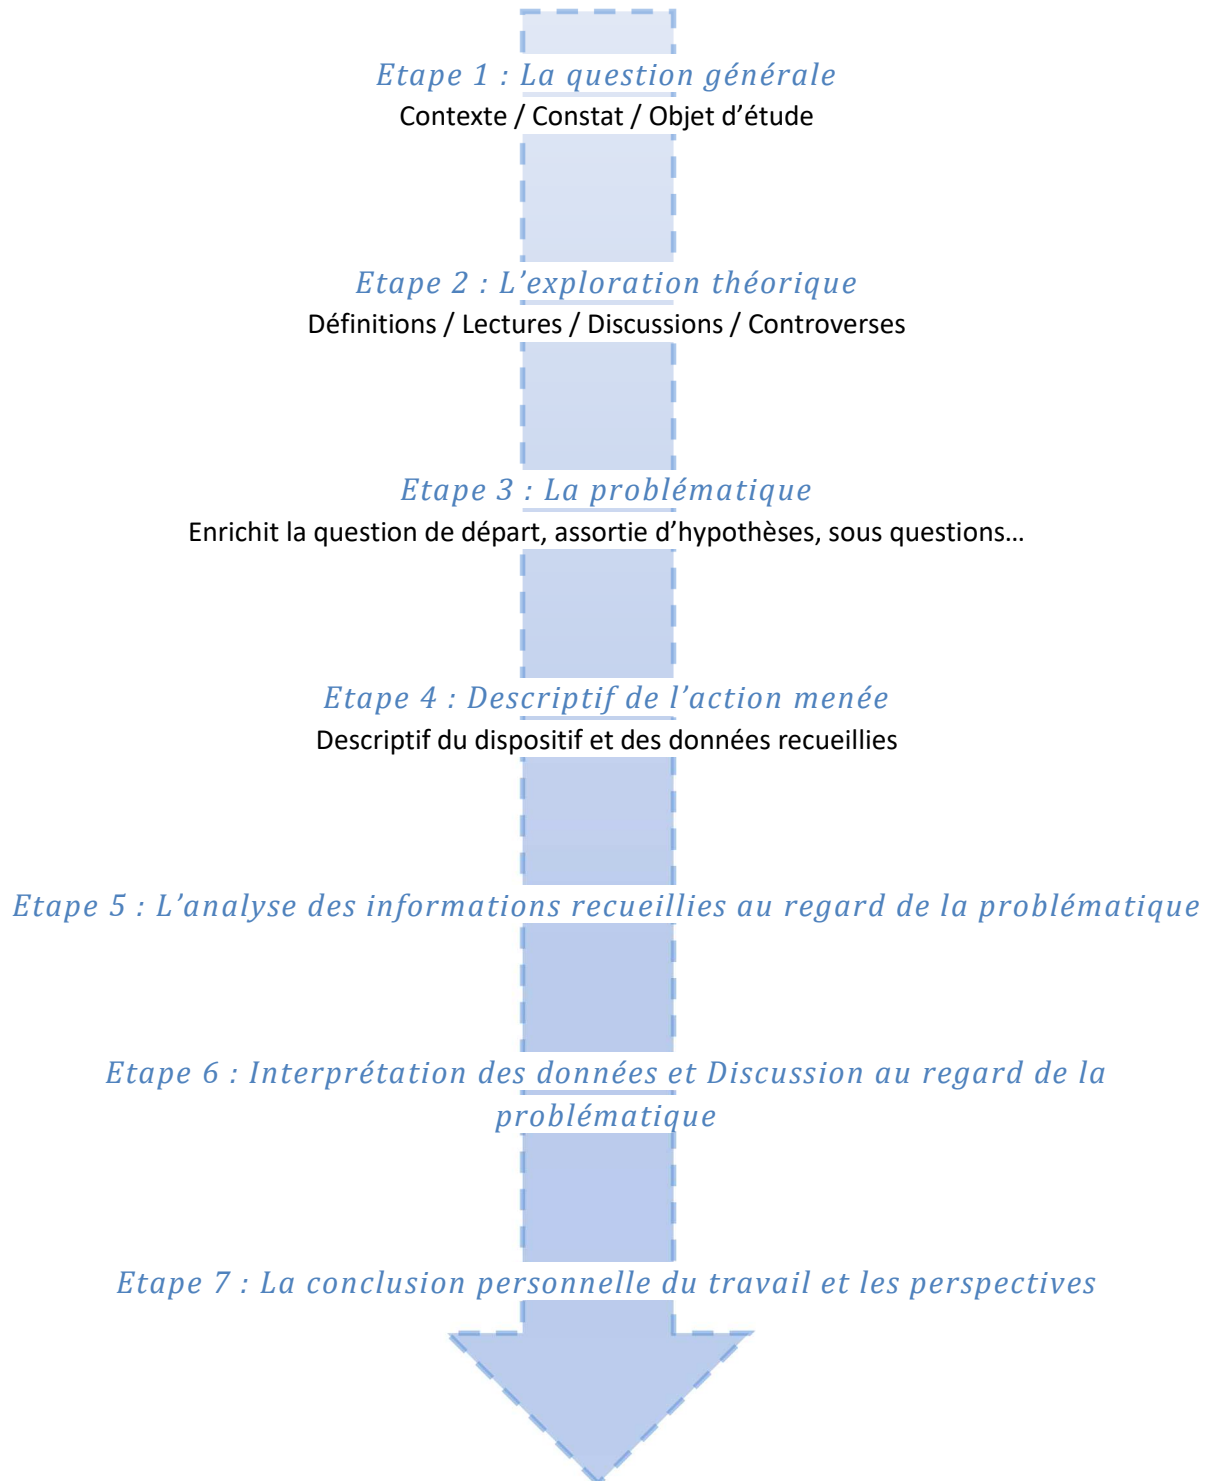 Etape 1 : La question générale
Contexte / Constat / Objet d’étude
Etape 2 : L’exploration théorique
Définitions / Lectures / Discussions / Controverses
Etape 3 : La problématique
Enrichit la question de départ, assortie d’hypothèses, sous questions…
Etape 4 : Descriptif de l’action menée
Descriptif du dispositif et des données recueillies
Etape 5 : L’analyse des informations recueillies au regard de la problématique
Etape 6 : Interprétation des données et Discussion au regard de la
problématique
Etape 7 : La conclusion personnelle du travail et les perspectives